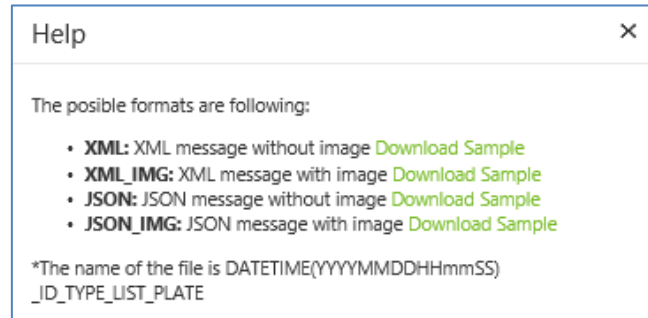 Help ×
The posible formats are following:
• XML: XML message without image Download Sample
• XML_IMG: XML message with image Download Sample
• JSON: JSON message without image Download Sample
• JSON_IMG: JSON message with image Download Sample
*The name of the file is DATETIME(YYYYMMDDHHmmSS)
_ID_TYPE_LIST_PLATE